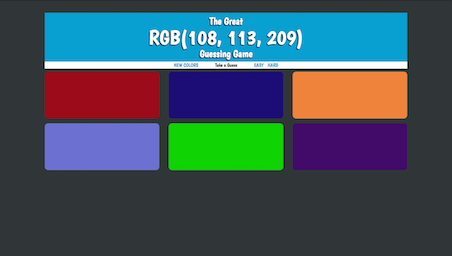 The Great
RGB(108, 113, 209)
Guessing Game
NEW COLORS Take a Guess EASY HARD